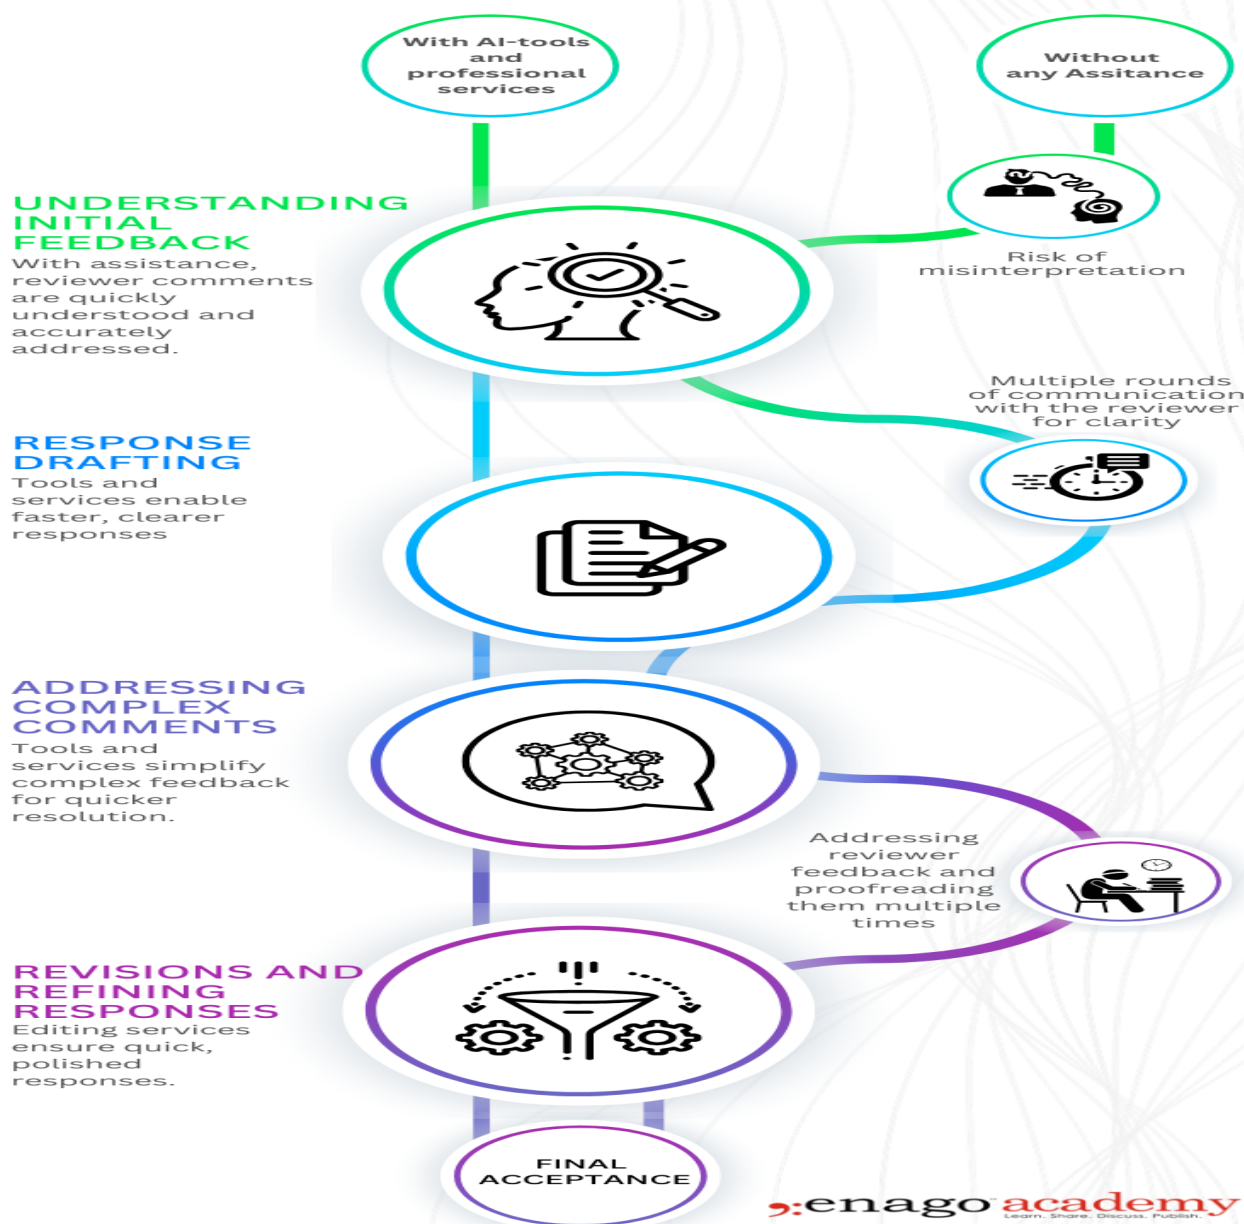 With AI-tools
and
professional
services
Without
any Assitance
UNDERSTANDING
INITIAL
FEEDBACK
With assistance,
reviewer comments
are quickly
understood and
accurately
addressed.
Risk of
misinterpretation
Multiple rounds
of communication
with the reviewer
for clarity
RESPONSE
DRAFTING
Tools and
services enable
faster, clearer
responses
ADDRESSING
COMPLEX
COMMENTS
Tools and
services simplify
complex feedback
for quicker
resolution.
Addressing
reviewer
feedback and
proofreading
them multiple
times
REVISIONS AND
REFINING
RESPONSES
Editing services
ensure quick,
polished
responses.
FINAL
ACCEPTANCE
enago academy
Learn. Share. Discuss. Publish.